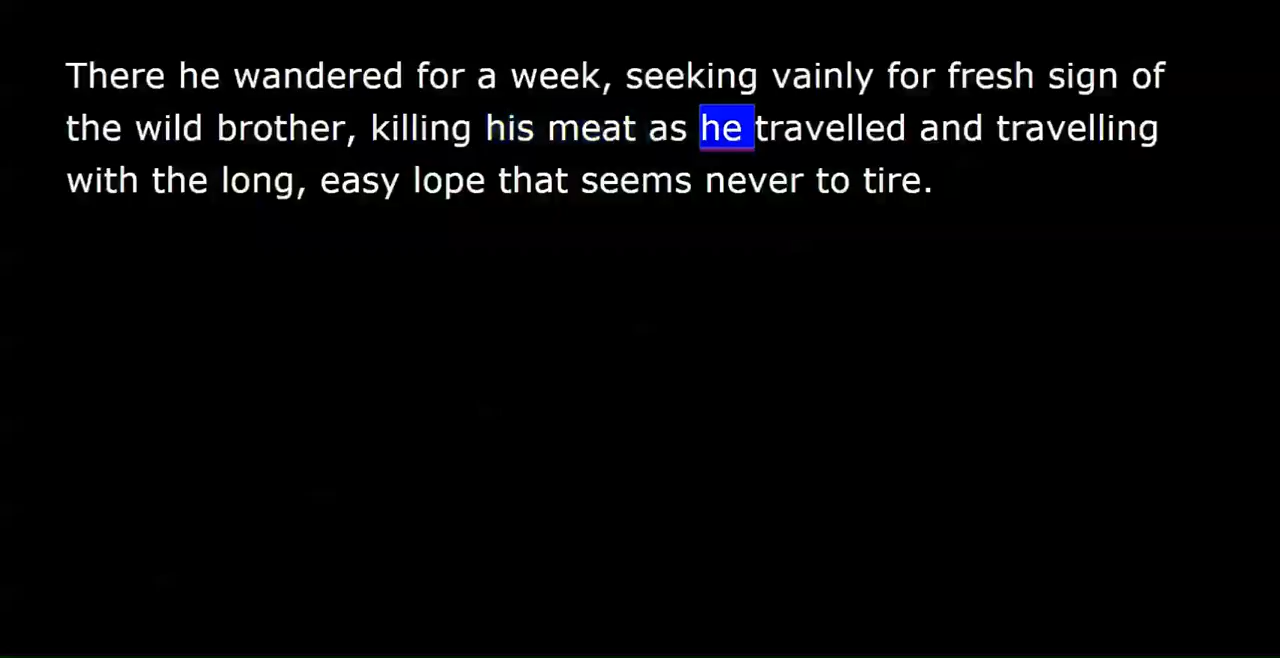 There he wandered for a week, seeking vainly for fresh sign of
the wild brother, killing his meat as he travelled and travelling
with the long, easy lope that seems never to tire.